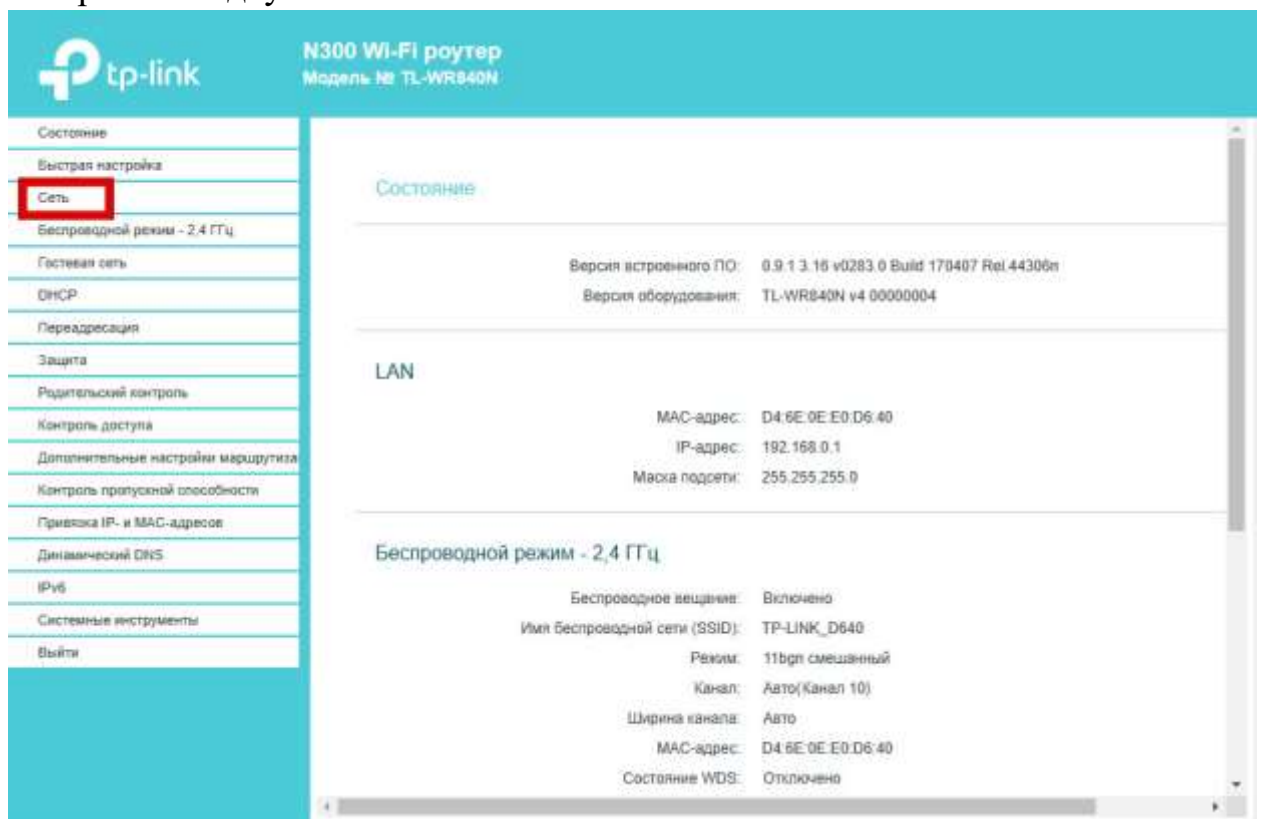 tp-link
N300 Wi-Fi роутер
Модель № TL-WR840N
Состояние
Быстрая настройка
Сеть
Беспроводной режим - 2,4 ГГц
Гостевая сеть
DHCP
Переадресация
Защита
Родительский контроль
Контроль доступа
Дополнительные настройки маршрутиза
Контроль пропускной способности
Привязка IP- и MAC-адресов
Динамический DNS
IPv6
Системные инструменты
Выйти
Состояние
Версия встроенного ПО: 0.9.1 3.16 v0283.0 Build 170407 Rel.44306n
Версия оборудования: TL-WR840N v4 00000004
LAN
MAC-адрес: D4:6E:0E:E0:D6:40
IP-адрес: 192.168.0.1
Маска подсети: 255.255.255.0
Беспроводной режим - 2,4 ГГц
Беспроводное вещание: Включено
Имя беспроводной сети (SSID): TP-LINK_D640
Режим: 11bgn смешанный
Канал: Авто(Канал 10)
Ширина канала: Авто
MAC-адрес: D4:6E:0E:E0:D6:40
Состояние WDS: Отключено